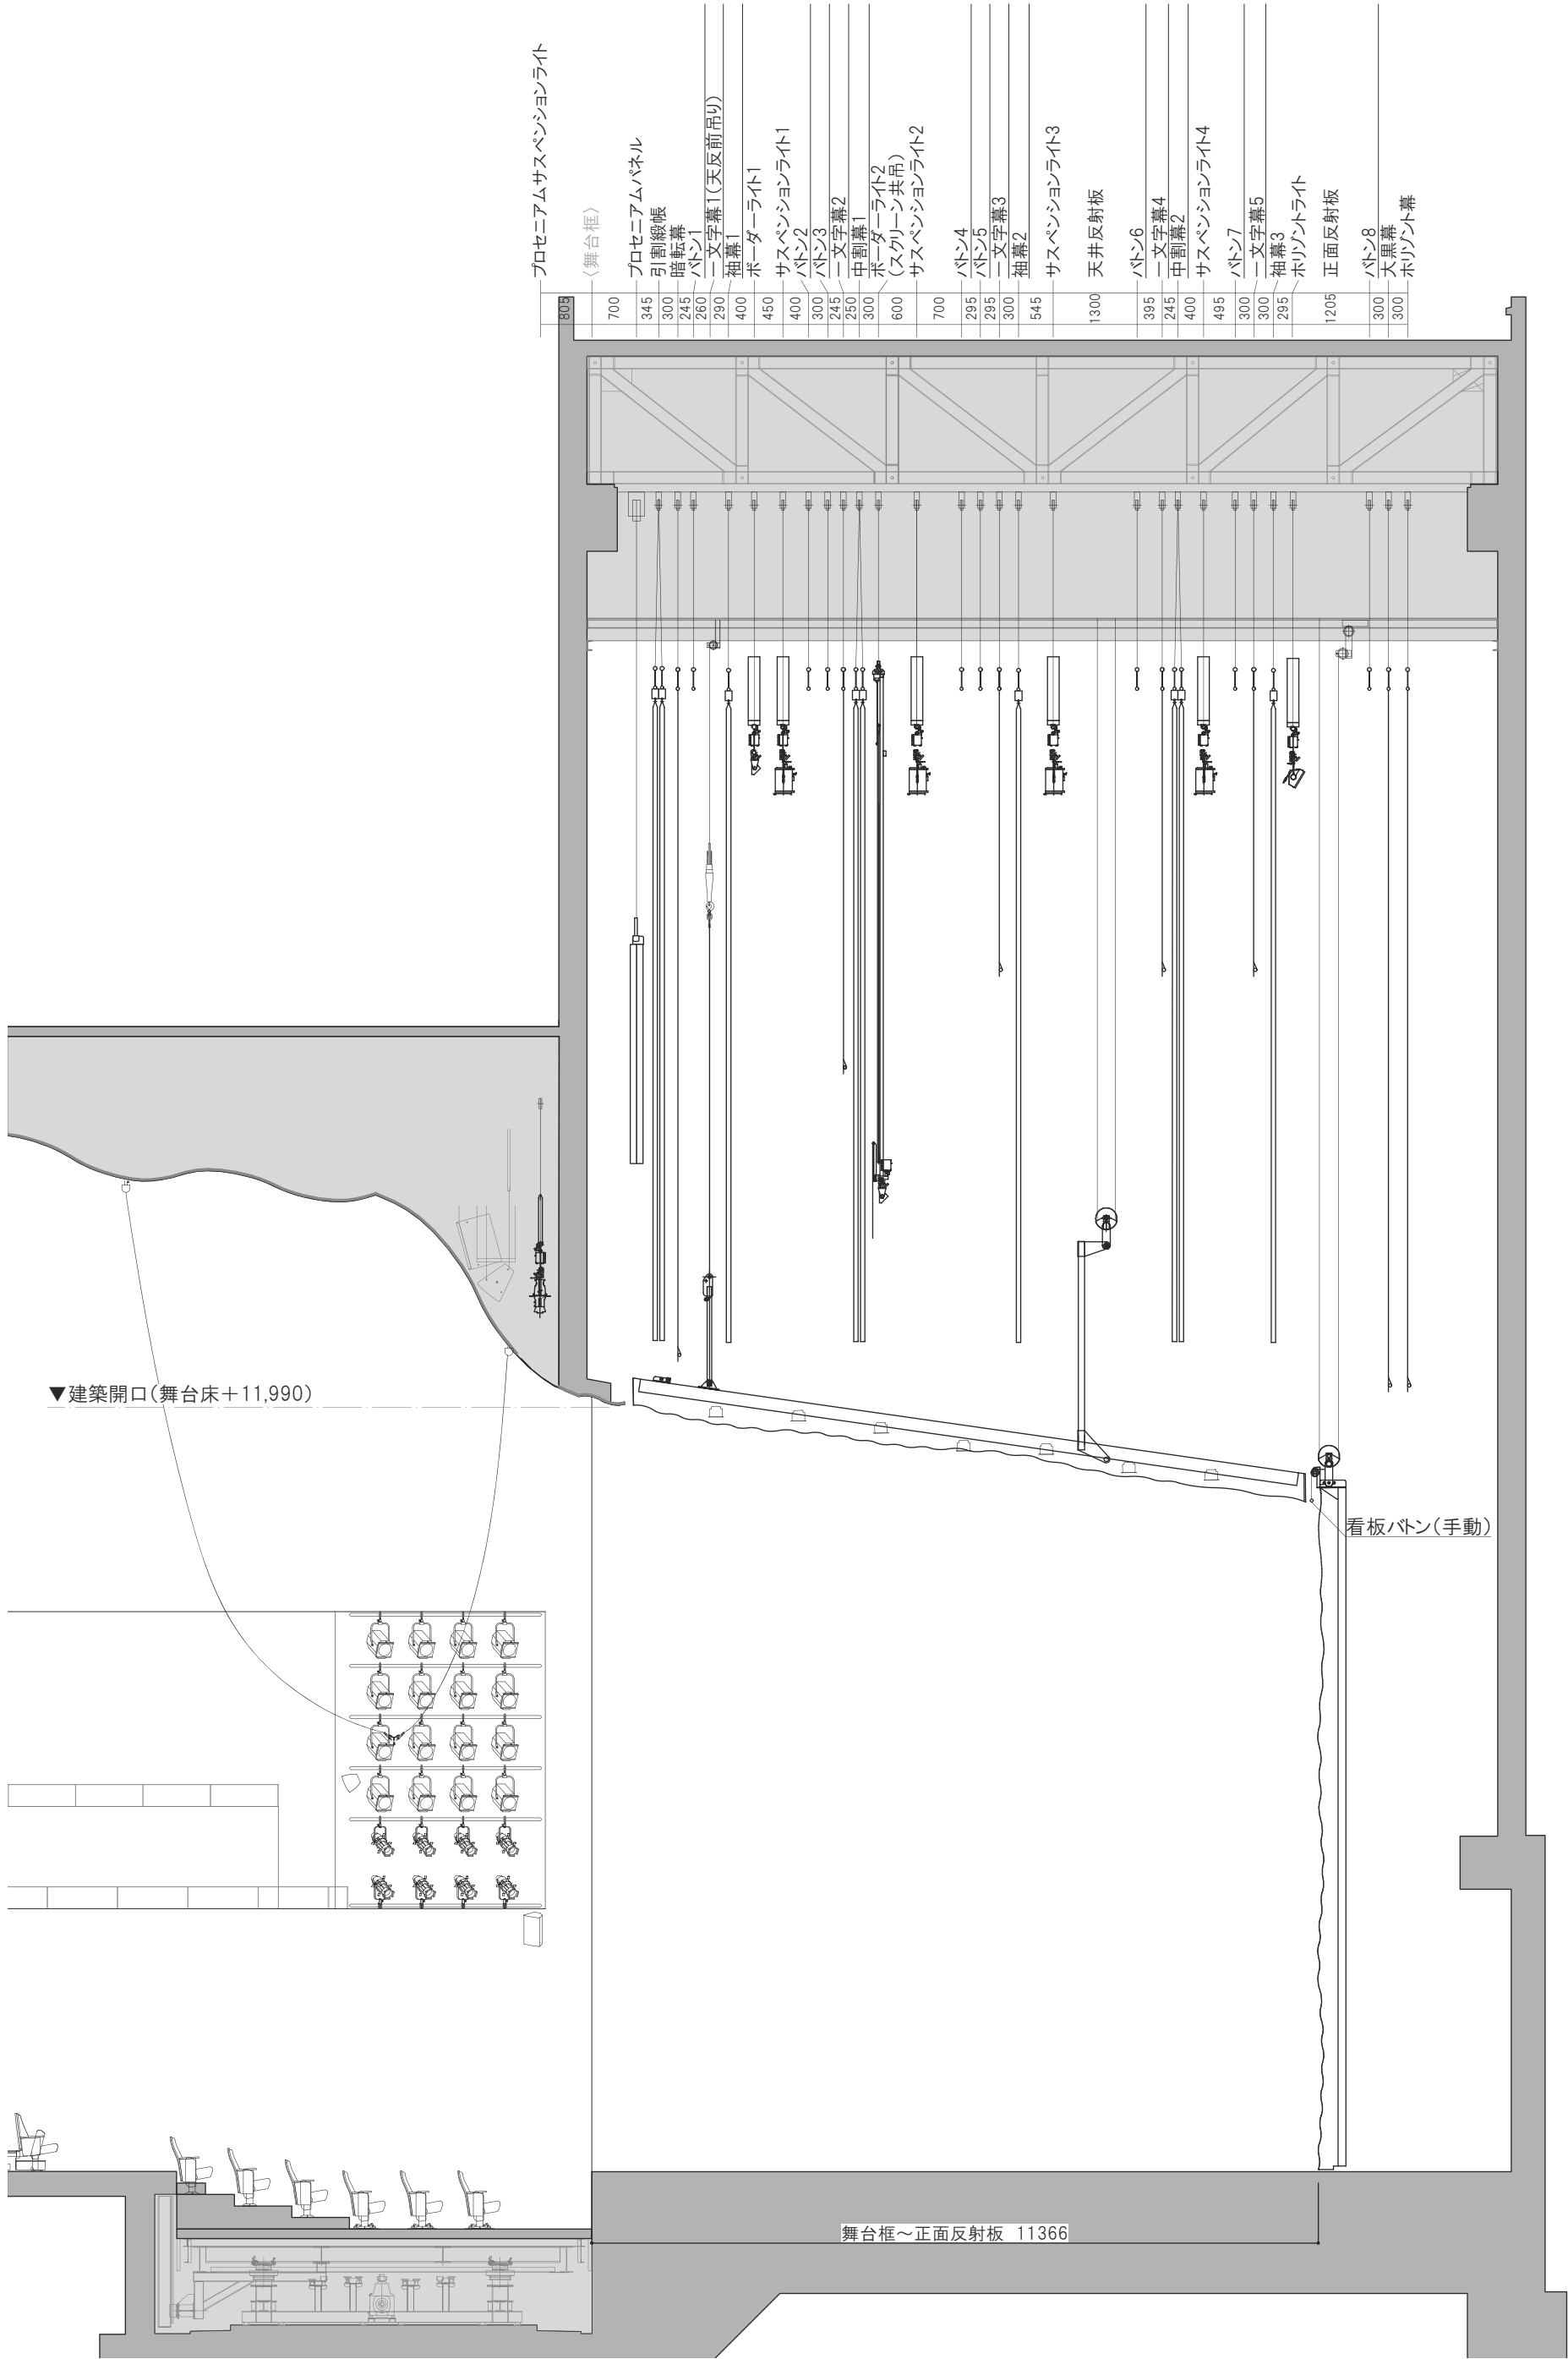 プロセニアムサスペンションライト
〈舞台框〉
プロセニアムパネル
引割緞帳
暗転幕
バトン1
一文字幕1(天反前吊り)
袖幕1
ボーダーライト1
サスペンションライト1
バトン2
バトン3
一文字幕2
中割幕1
ボーダーライト2
(スクリーン共吊)
サスペンションライト2
バトン4
バトン5
一文字幕3
袖幕2
サスペンションライト3
天井反射板
バトン6
一文字幕4
中割幕2
サスペンションライト4
バトン7
一文字幕5
袖幕3
ホリゾントライト
正面反射板
バトン8
大黒幕
ホリゾント幕
805
700
345
300
245
260
290
400
450
400
300
245
250
300
600
700
295
295
300
545
1300
395
245
400
495
300
300
295
1205
300
300
▼建築開口(舞台床＋11,990)
看板バトン(手動)
舞台框～正面反射板 11366